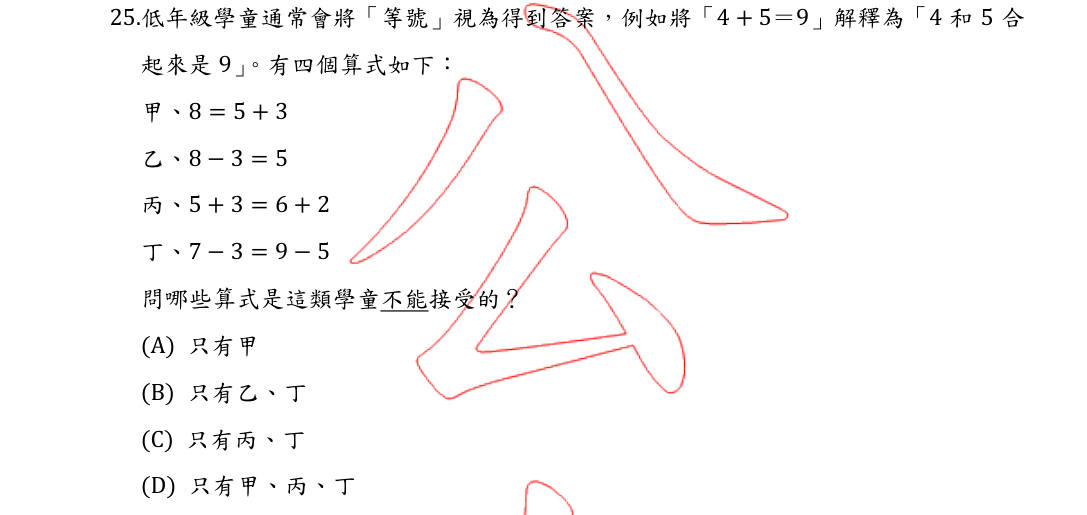 25.低年級學童通常會將「等號」視為得到答案，例如將「4 + 5＝9」解釋為「4 和 5 合
起來是 9」。有四個算式如下：
甲、8 = 5 + 3
乙、8 − 3 = 5
丙、5 + 3 = 6 + 2
丁、7 − 3 = 9 − 5
問哪些算式是這類學童不能接受的？
(A) 只有甲
(B) 只有乙、丁
(C) 只有丙、丁
(D) 只有甲、丙、丁
公